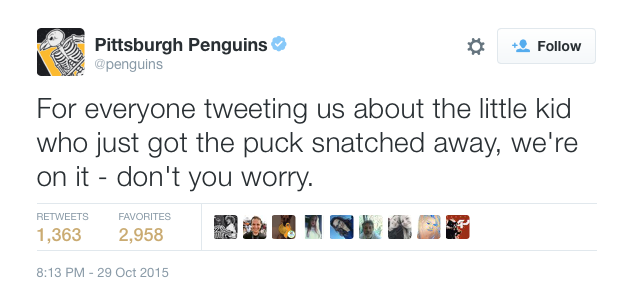 Pittsburgh Penguins
@penguins
Follow
For everyone tweeting us about the little kid
who just got the puck snatched away, we're
on it - don't you worry.
RETWEETS FAVORITES
1,363 2,958
8:13 PM - 29 Oct 2015